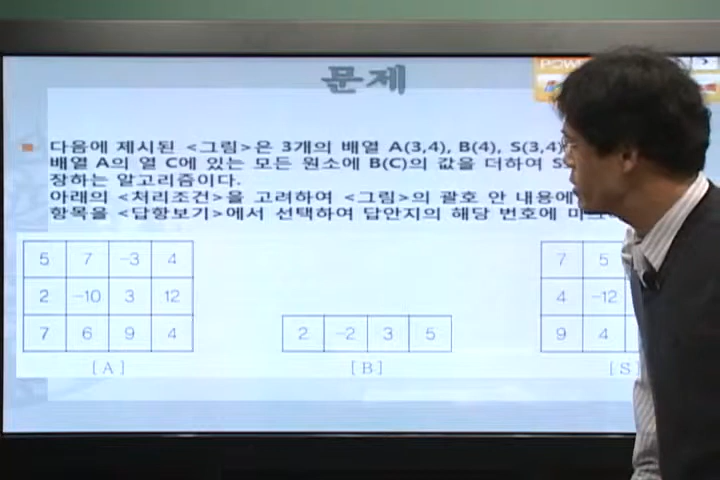 문제
POW
다음에 제시된 <그림>은 3개의 배열 A(3,4), B(4), S(3,4)
배열 A의 열 C에 있는 모든 원소에 B(C)의 값을 더하여 S
장하는 알고리즘이다.
아래의 <처리조건>을 고려하여 <그림>의 괄호 안 내용에
항목을 <답항보기>에서 선택하여 답안지의 해당 번호에
5 7 -3 4
2 -10 3 12
7 6 9 4
[A]
2 -2 3 5
[B]
7 5
4 -12
9 4
[S]